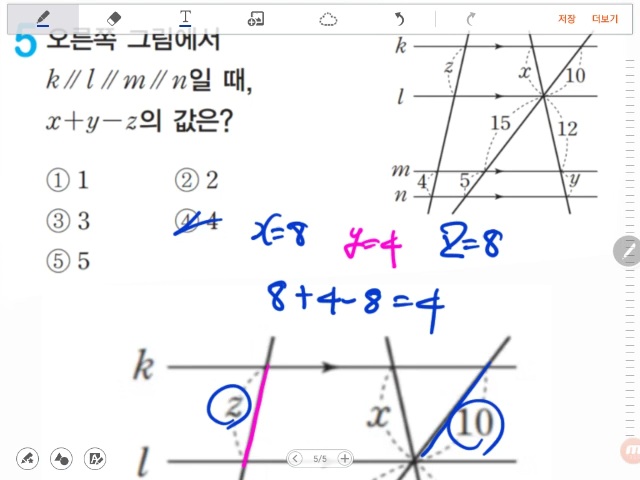 저장 더보기
5 오른쪽 그림에서
k∥l∥m∥n일 때,
x+y-z의 값은?
① 1 ② 2
③ 3 ④ 4
⑤ 5
k z x 10
l
15 12
m 4 5 y
n
x=8 y=4 z=8
8+4-8=4
k
z x 10
l
5/5
Z
M